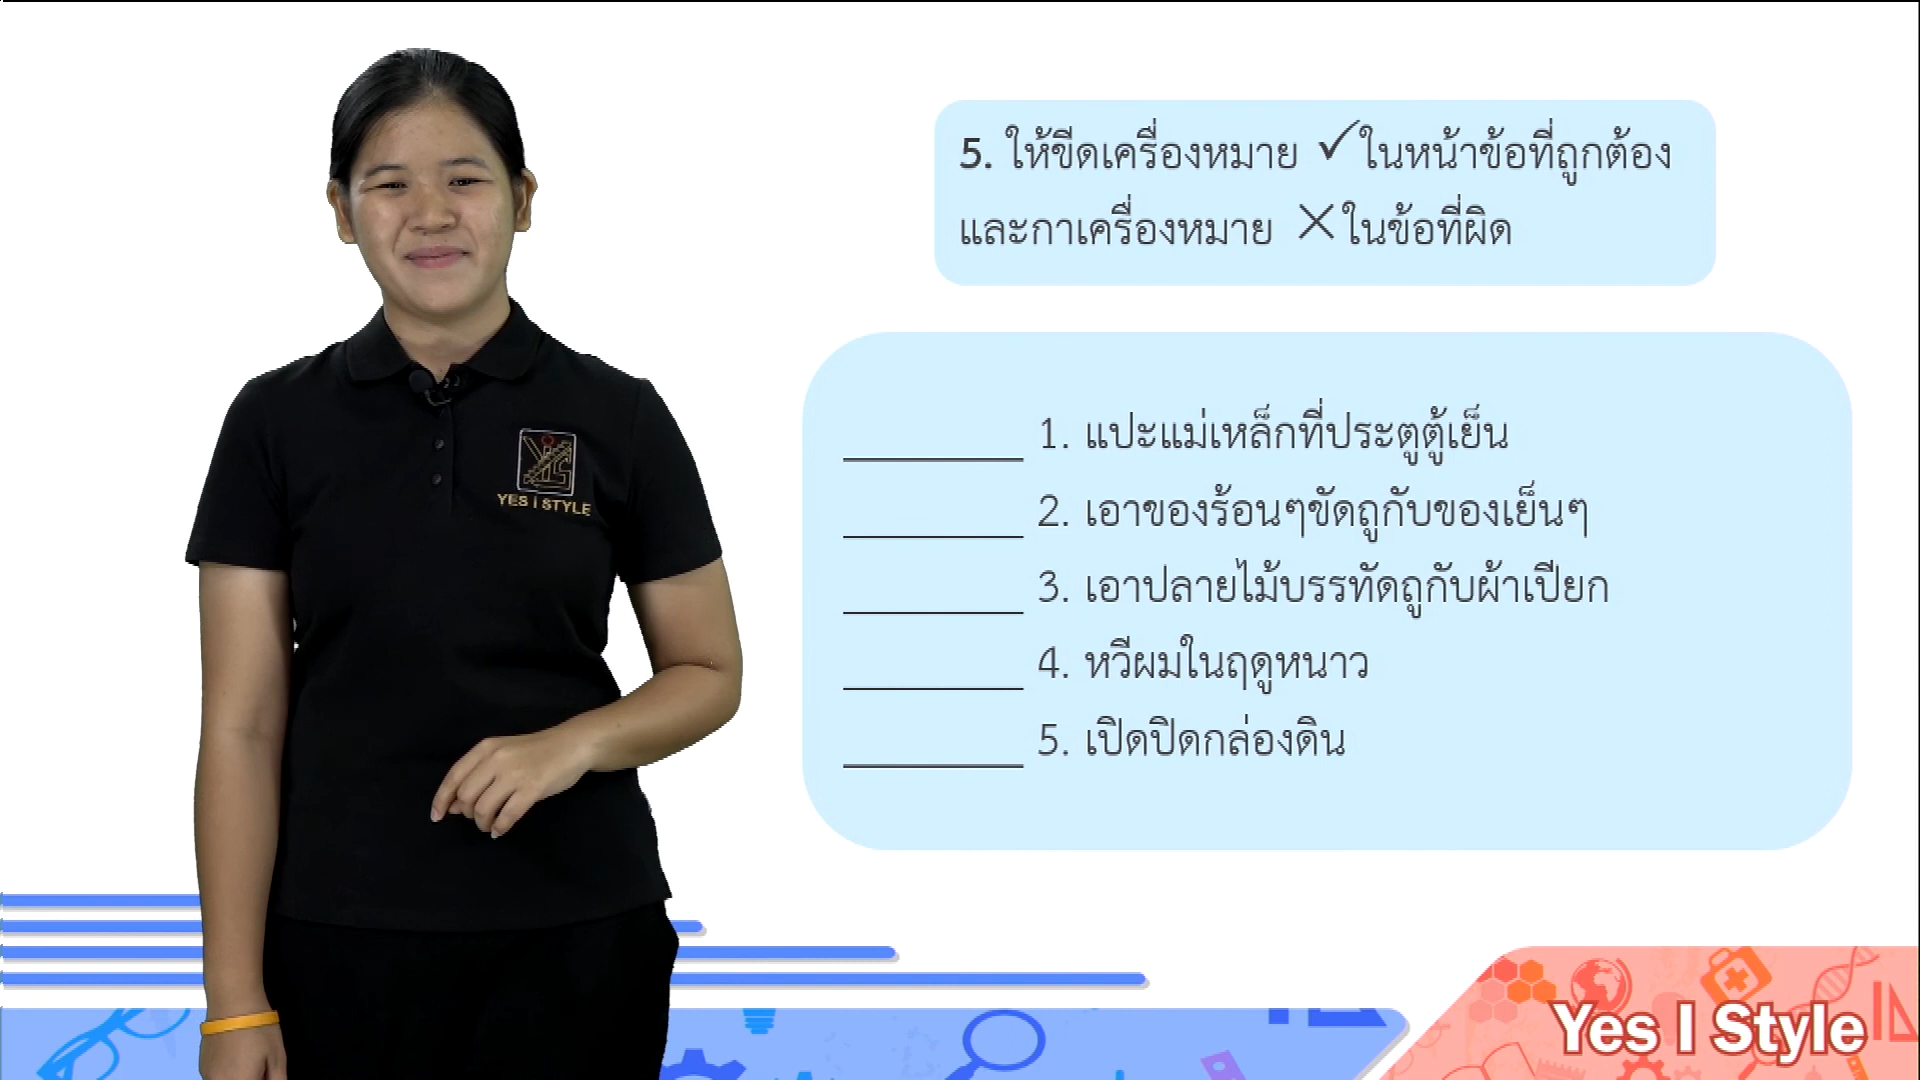 5. ให้ขีดเครื่องหมาย ✓ ในหน้าข้อที่ถูกต้อง
และกาเครื่องหมาย ✕ ในข้อที่ผิด
__________ 1. แปะแม่เหล็กที่ประตูตู้เย็น
__________ 2. เอาของร้อนๆขัดถูกับของเย็นๆ
__________ 3. เอาปลายไม้บรรทัดถูกับผ้าเปียก
__________ 4. หวีผมในฤดูหนาว
__________ 5. เปิดปิดกล่องดิน
YiS
YES I STYLE
Yes I Style